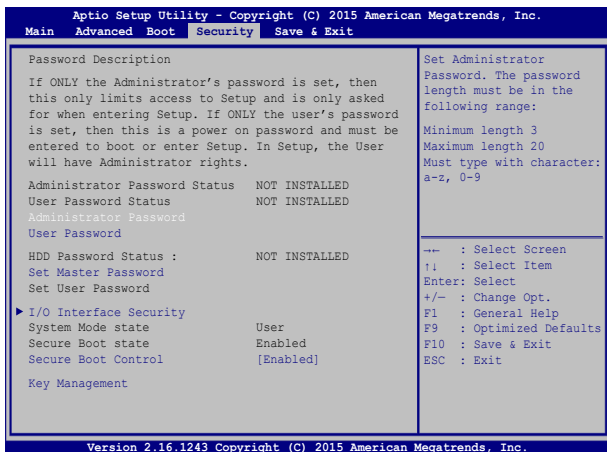 Aptio Setup Utility - Copyright (C) 2015 American Megatrends, Inc.
Main Advanced Boot Security Save & Exit
Password Description
If ONLY the Administrator's password is set, then
this only limits access to Setup and is only asked
for when entering Setup. If ONLY the user's password
is set, then this is a power on password and must be
entered to boot or enter Setup. In Setup, the User
will have Administrator rights.
Administrator Password Status NOT INSTALLED
User Password Status NOT INSTALLED
Administrator Password
User Password
HDD Password Status : NOT INSTALLED
Set Master Password
Set User Password
I/O Interface Security
System Mode state User
Secure Boot state Enabled
Secure Boot Control [Enabled]
Key Management
Set Administrator
Password. The password
length must be in the
following range:
Minimum length 3
Maximum length 20
Must type with character:
a-z, 0-9
→← : Select Screen
↑↓ : Select Item
Enter: Select
+/— : Change Opt.
F1 : General Help
F9 : Optimized Defaults
F10 : Save & Exit
ESC : Exit
Version 2.16.1243 Copyright (C) 2015 American Megatrends, Inc.